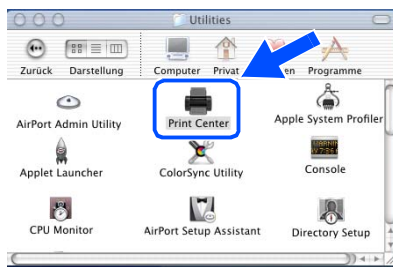 Utilities
Zurück Darstellung Computer Privat en Programme
AirPort Admin Utility Print Center Apple System Profiler
Applet Launcher ColorSync Utility Console
CPU Monitor AirPort Setup Assistant Directory Setup